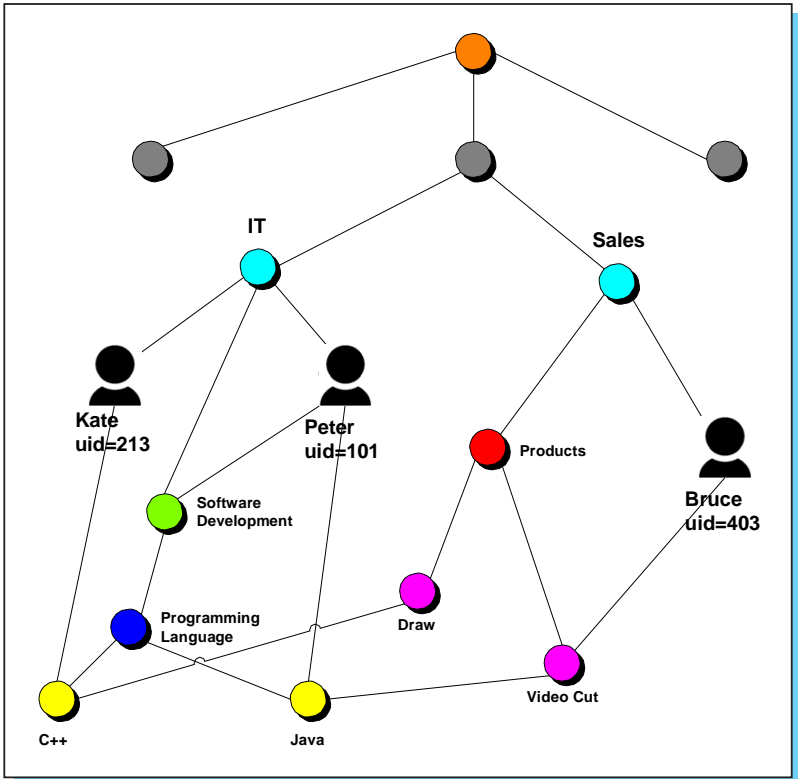 IT
Sales
Kate
uid=213
Peter
uid=101
Products
Software
Development
Bruce
uid=403
Programming
Language
Draw
Video Cut
C++
Java